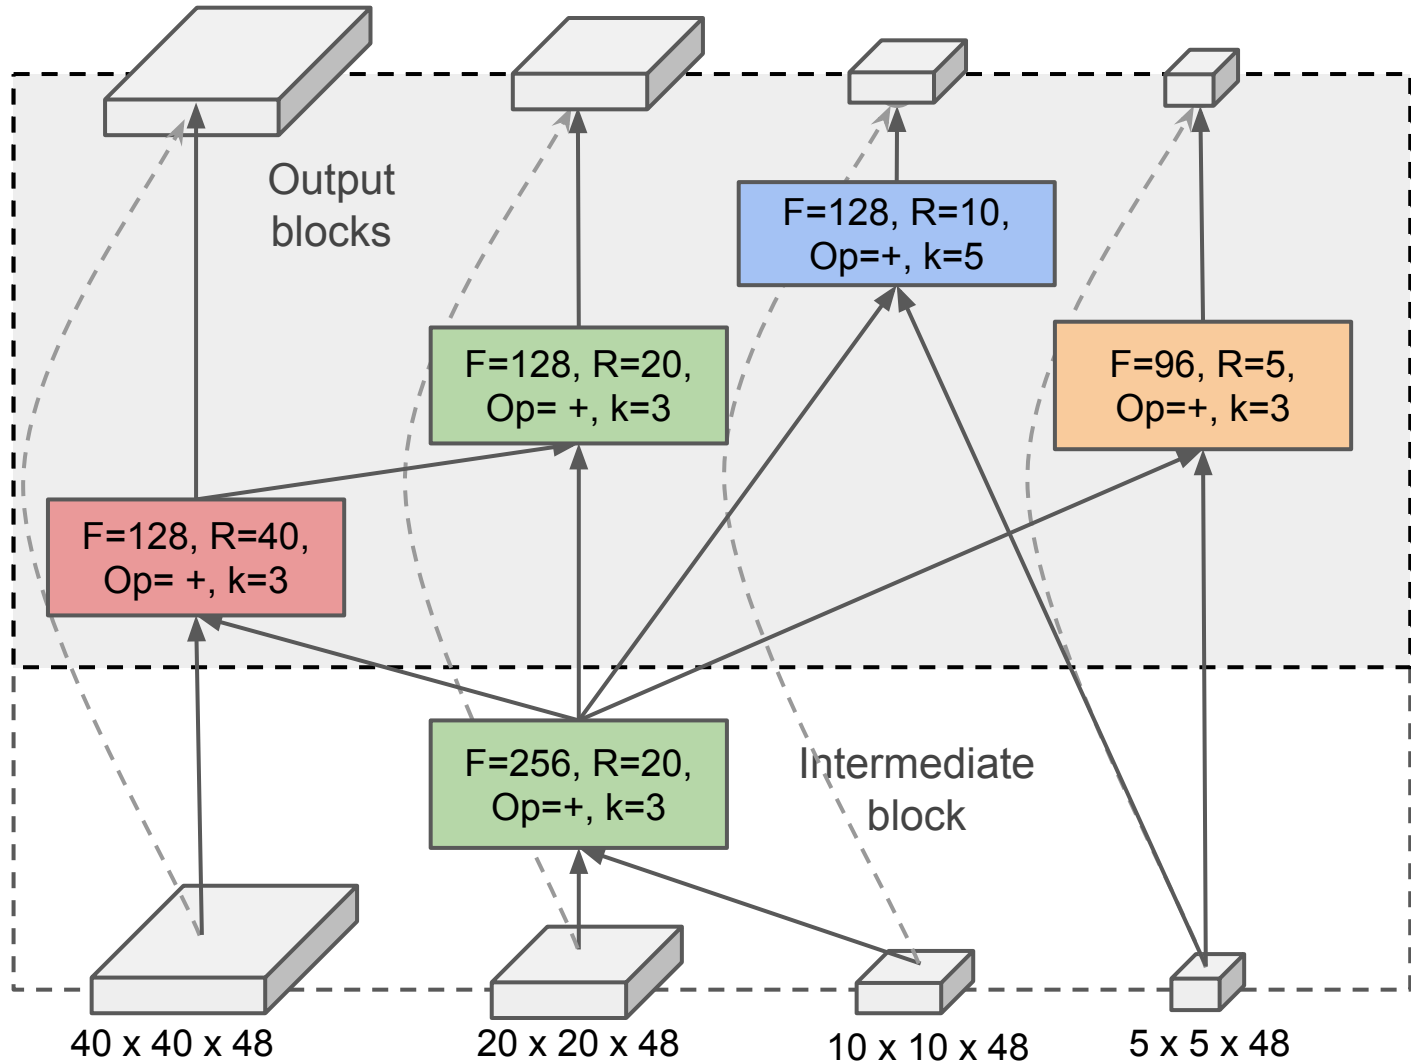 Output
blocks
F=128, R=10,
Op=+, k=5
F=128, R=20,
Op= +, k=3
F=96, R=5,
Op=+, k=3
F=128, R=40,
Op= +, k=3
F=256, R=20,
Op=+, k=3
Intermediate
block
40 x 40 x 48
20 x 20 x 48
10 x 10 x 48
5 x 5 x 48